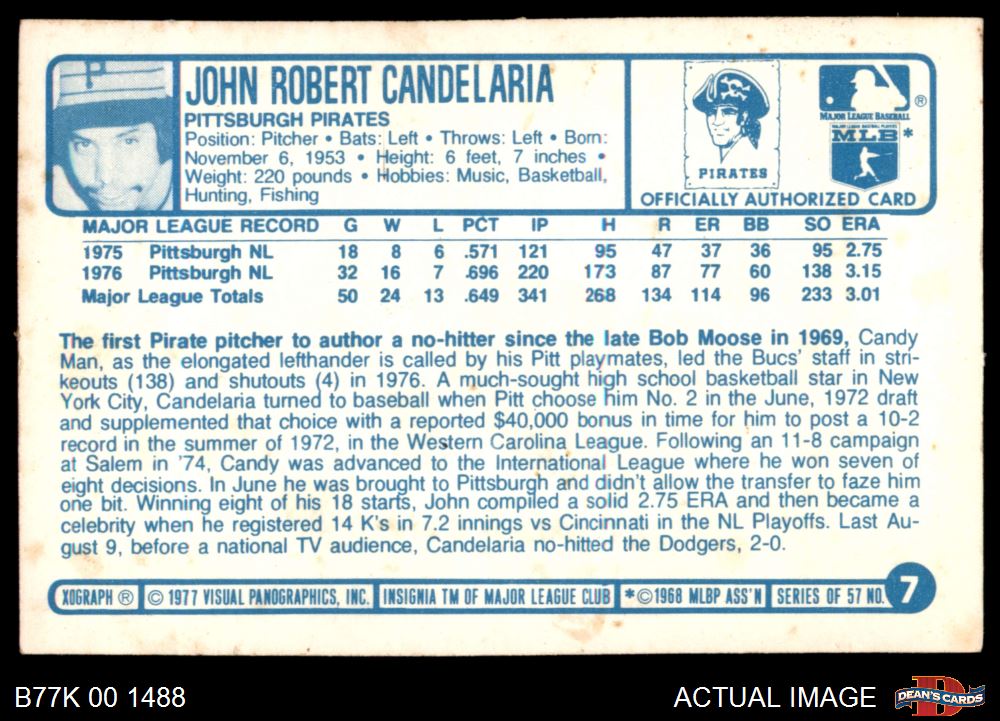 P
JOHN ROBERT CANDELARIA
PITTSBURGH PIRATES
Position: Pitcher • Bats: Left • Throws: Left • Born:
November 6, 1953 • Height: 6 feet, 7 inches •
Weight: 220 pounds • Hobbies: Music, Basketball,
Hunting, Fishing
PIRATES
®
MAJOR LEAGUE BASEBALL
MAJOR LEAGUE BASEBALL PLAYERS
MLB *
OFFICIALLY AUTHORIZED CARD
MAJOR LEAGUE RECORD G W L PCT IP H R ER BB SO ERA
1975 Pittsburgh NL 18 8 6 .571 121 95 47 37 36 95 2.75
1976 Pittsburgh NL 32 16 7 .696 220 173 87 77 60 138 3.15
Major League Totals 50 24 13 .649 341 268 134 114 96 233 3.01
The first Pirate pitcher to author a no-hitter since the late Bob Moose in 1969, Candy
Man, as the elongated lefthander is called by his Pitt playmates, led the Bucs' staff in stri-
keouts (138) and shutouts (4) in 1976. A much-sought high school basketball star in New
York City, Candelaria turned to baseball when Pitt choose him No. 2 in the June, 1972 draft
and supplemented that choice with a reported $40,000 bonus in time for him to post a 10-2
record in the summer of 1972, in the Western Carolina League. Following an 11-8 campaign
at Salem in '74, Candy was advanced to the International League where he won seven of
eight decisions. In June he was brought to Pittsburgh and didn't allow the transfer to faze him
one bit. Winning eight of his 18 starts, John compiled a solid 2.75 ERA and then became a
celebrity when he registered 14 K's in 7.2 innings vs Cincinnati in the NL Playoffs. Last Au-
gust 9, before a national TV audience, Candelaria no-hitted the Dodgers, 2-0.
XOGRAPH ® © 1977 VISUAL PANOGRAPHICS, INC. INSIGNIA TM OF MAJOR LEAGUE CLUB *©1968 MLBP ASS'N SERIES OF 57 NO. 7
B77K 00 1488
ACTUAL IMAGE
D
DEAN'S CARDS